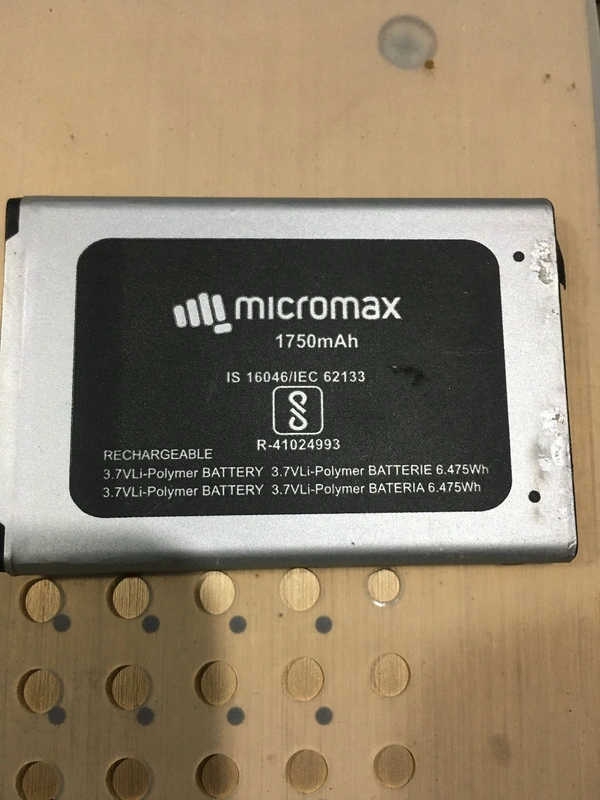 micromax
1750mAh
IS 16046/IEC 62133
R-41024993
RECHARGEABLE
3.7VLi-Polymer BATTERY 3.7VLi-Polymer BATTERIE 6.475Wh
3.7VLi-Polymer BATTERY 3.7VLi-Polymer BATERIA 6.475Wh